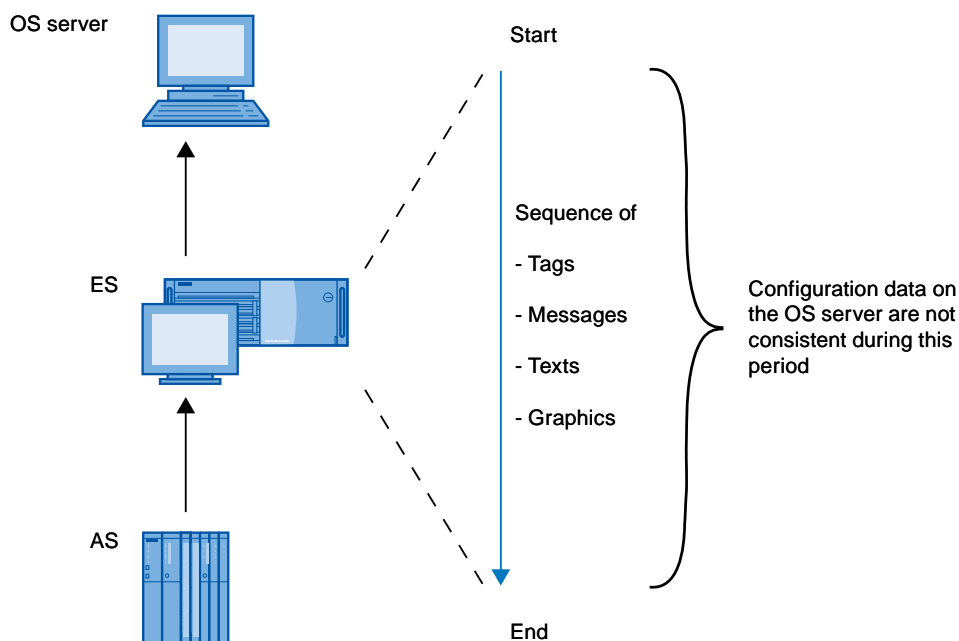 OS server
Start
Sequence of
- Tags
ES
- Messages
Configuration data on
the OS server are not
consistent during this
period
- Texts
- Graphics
AS
End